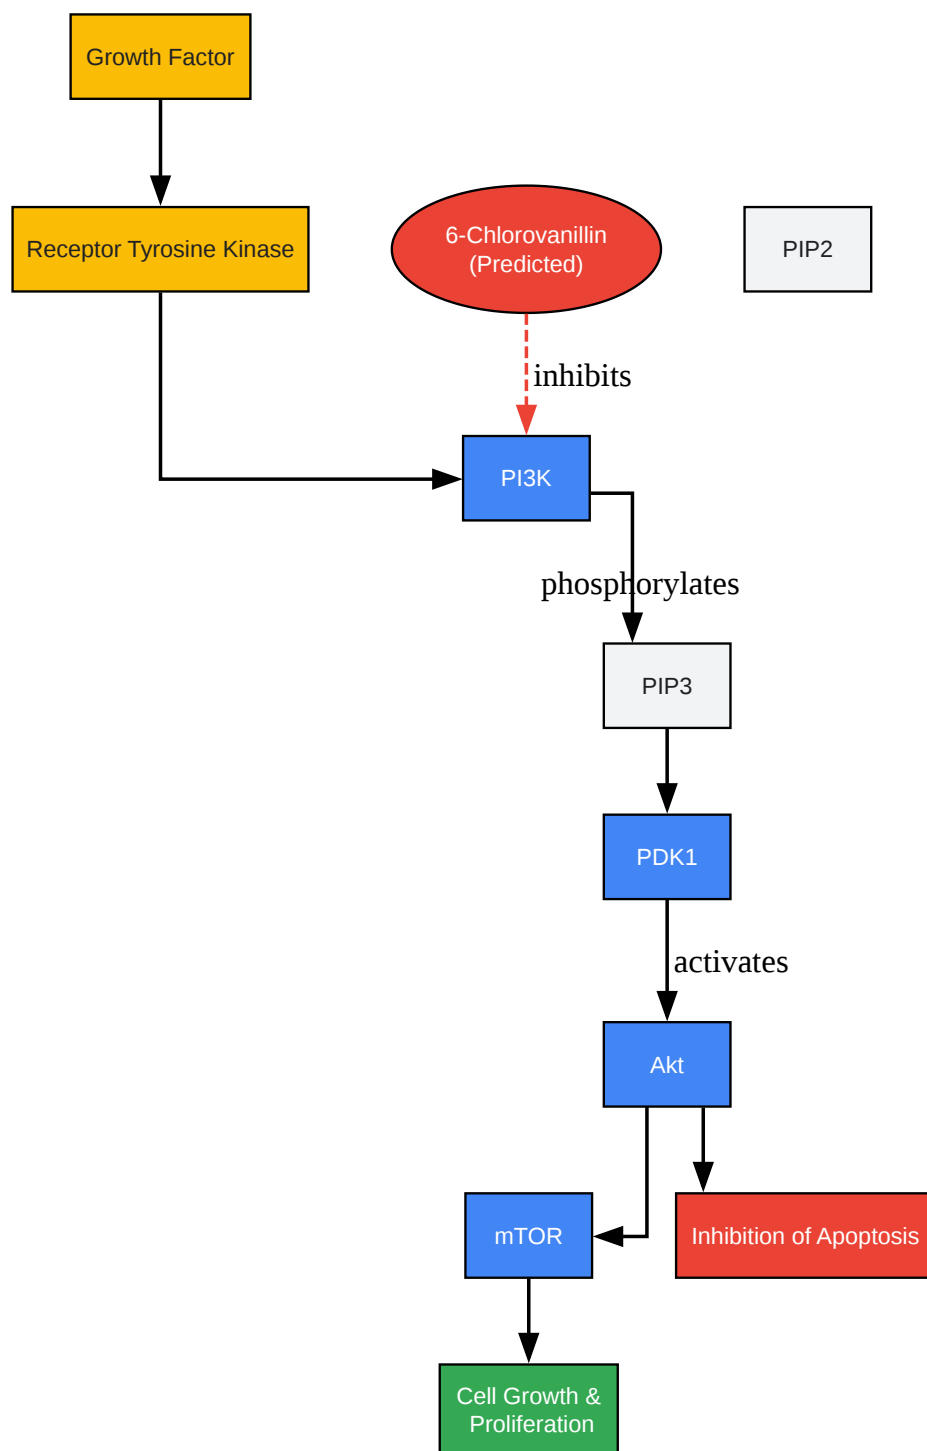 Growth Factor
Receptor Tyrosine Kinase
6-Chlorovanillin
(Predicted)
PIP2
inhibits
PI3K
phosphorylates
PIP3
PDK1
activates
Akt
mTOR
Inhibition of Apoptosis
Cell Growth &
Proliferation